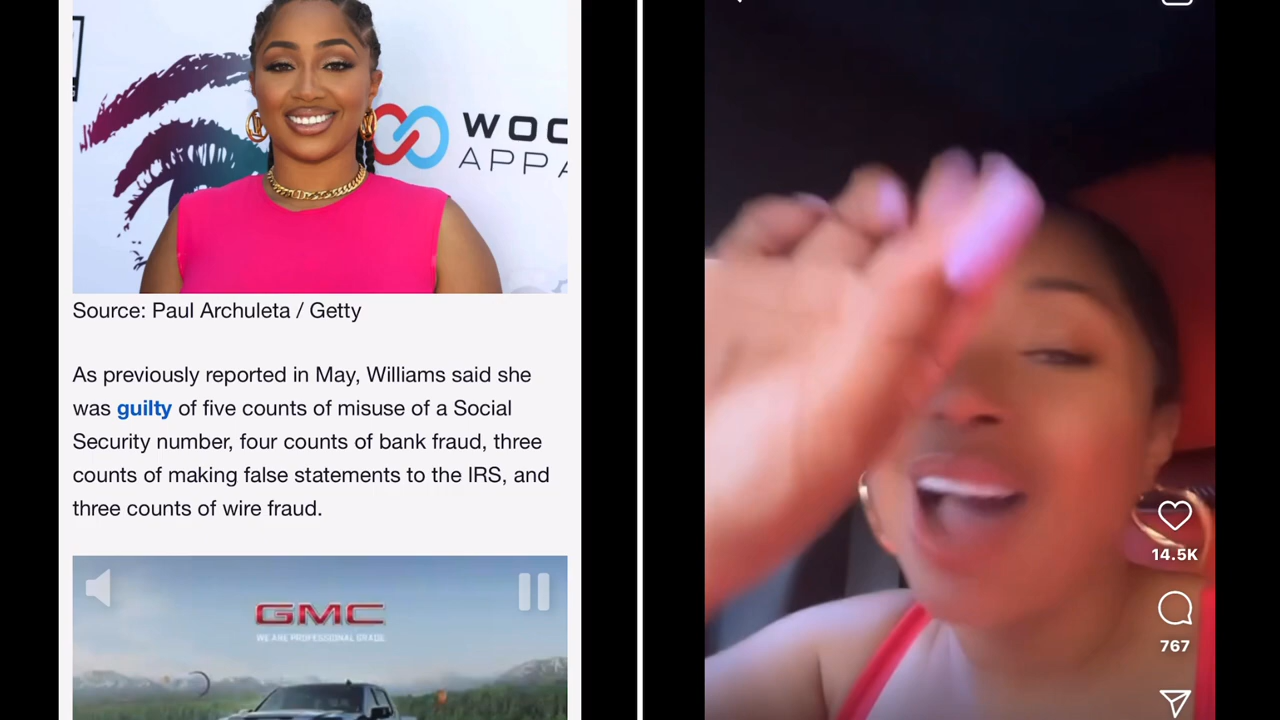 WOO
APPA
Source: Paul Archuleta / Getty
As previously reported in May, Williams said she
was guilty of five counts of misuse of a Social
Security number, four counts of bank fraud, three
counts of making false statements to the IRS, and
three counts of wire fraud.
GMC
WE ARE PROFESSIONAL GRADE
14.5K
767